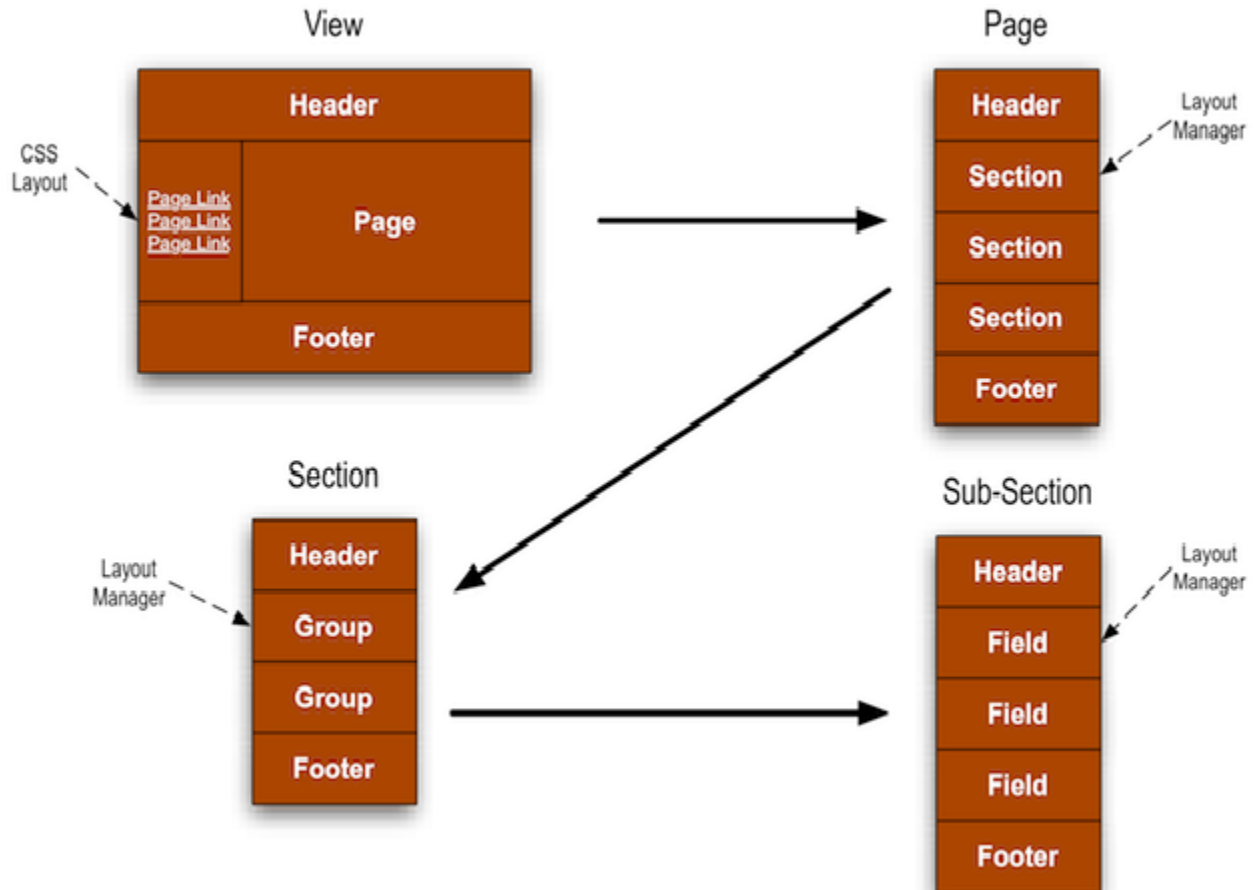 View
Header
CSS
Layout
Page Link
Page Link
Page Link
Page
Footer
Page
Header
Section
Section
Section
Footer
Layout
Manager
Section
Header
Group
Group
Footer
Layout
Manager
Sub-Section
Header
Field
Field
Field
Footer
Layout
Manager